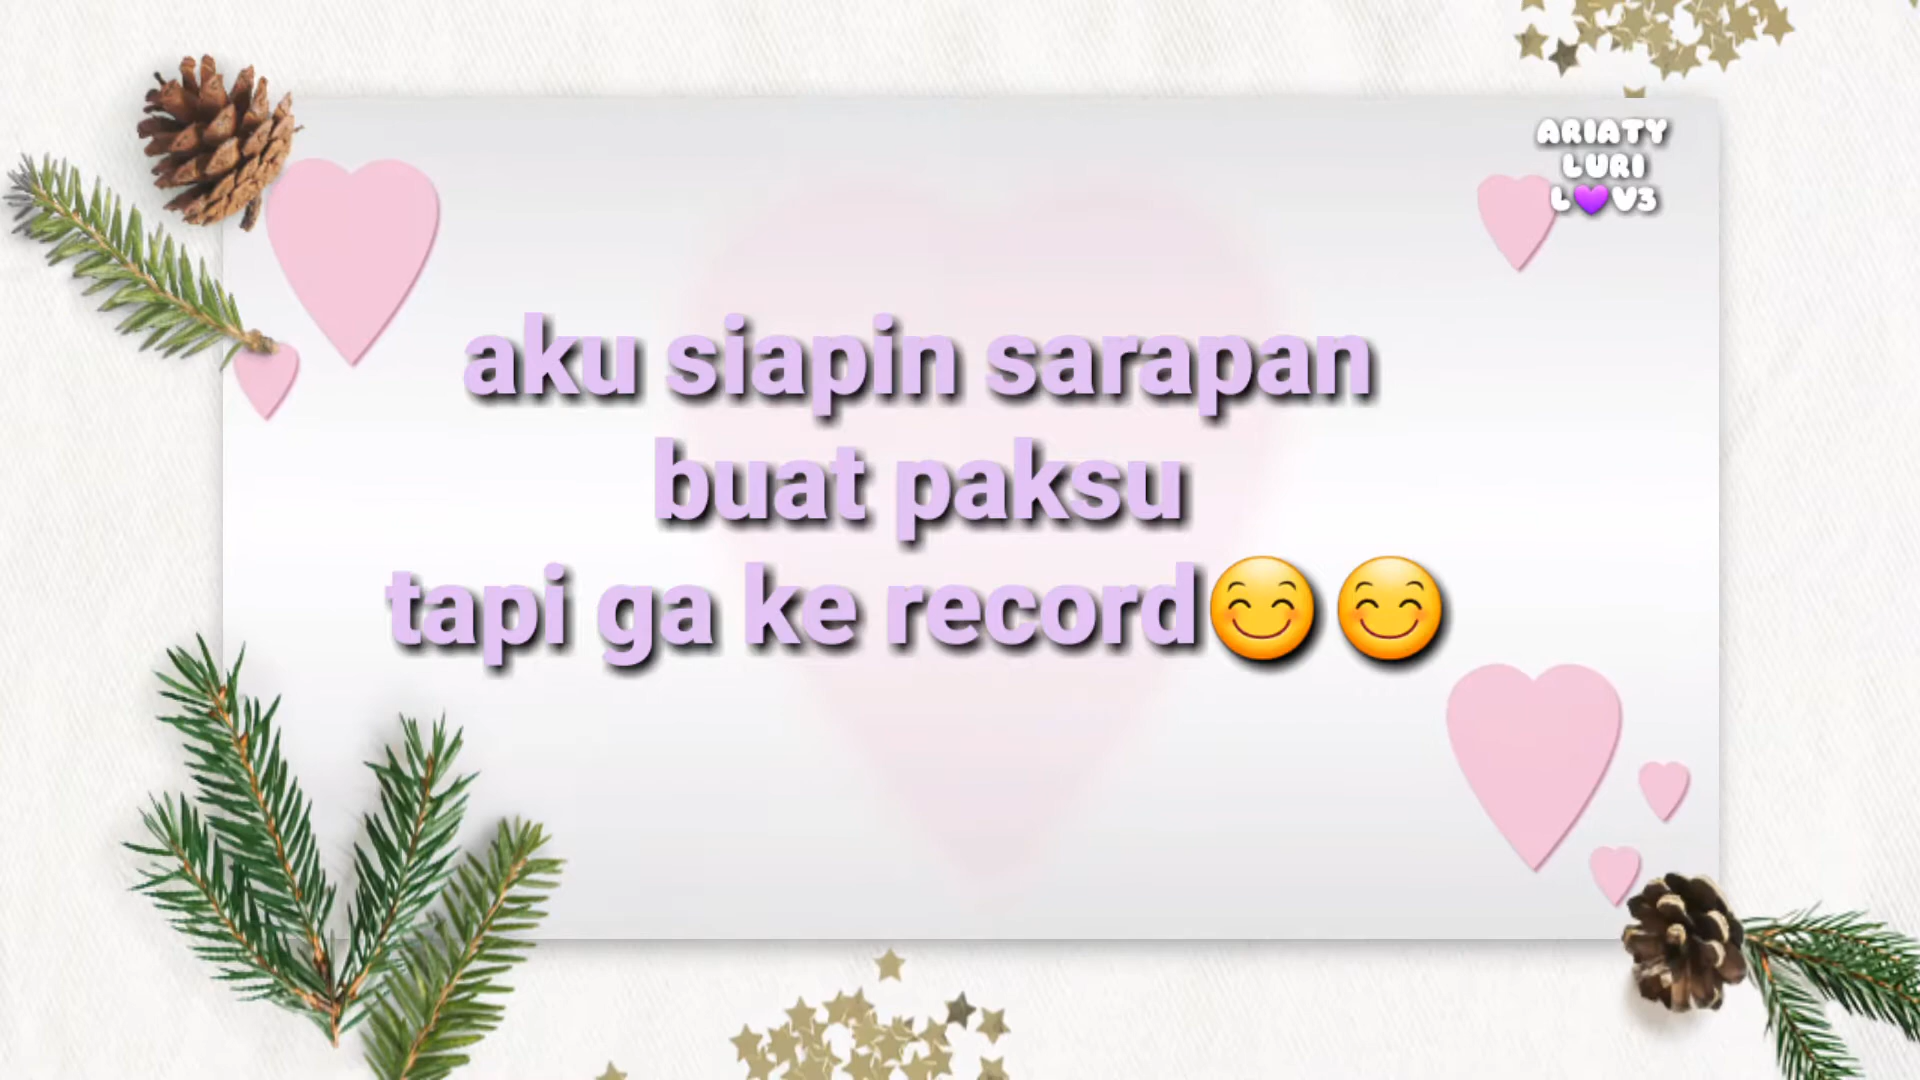 ARIATY
LURI
L💜V3
aku siapin sarapan
buat paksu
tapi ga ke record😊😊